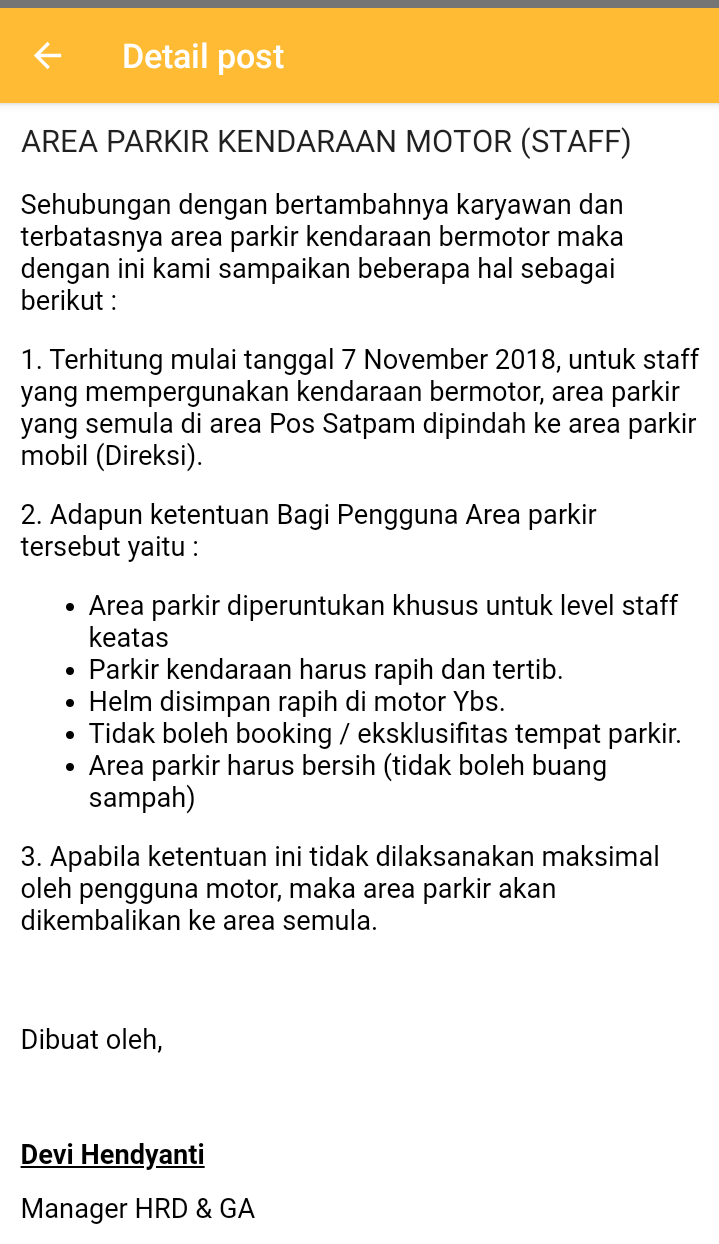 Detail post
AREA PARKIR KENDARAAN MOTOR (STAFF)
Sehubungan dengan bertambahnya karyawan dan
terbatasnya area parkir kendaraan bermotor maka
dengan ini kami sampaikan beberapa hal sebagai
berikut :
1. Terhitung mulai tanggal 7 November 2018, untuk staff
yang mempergunakan kendaraan bermotor, area parkir
yang semula di area Pos Satpam dipindah ke area parkir
mobil (Direksi).
2. Adapun ketentuan Bagi Pengguna Area parkir
tersebut yaitu :
• Area parkir diperuntukan khusus untuk level staff
keatas
• Parkir kendaraan harus rapih dan tertib.
• Helm disimpan rapih di motor Ybs.
• Tidak boleh booking / eksklusifitas tempat parkir.
• Area parkir harus bersih (tidak boleh buang
sampah)
3. Apabila ketentuan ini tidak dilaksanakan maksimal
oleh pengguna motor, maka area parkir akan
dikembalikan ke area semula.
Dibuat oleh,
Devi Hendyanti
Manager HRD & GA